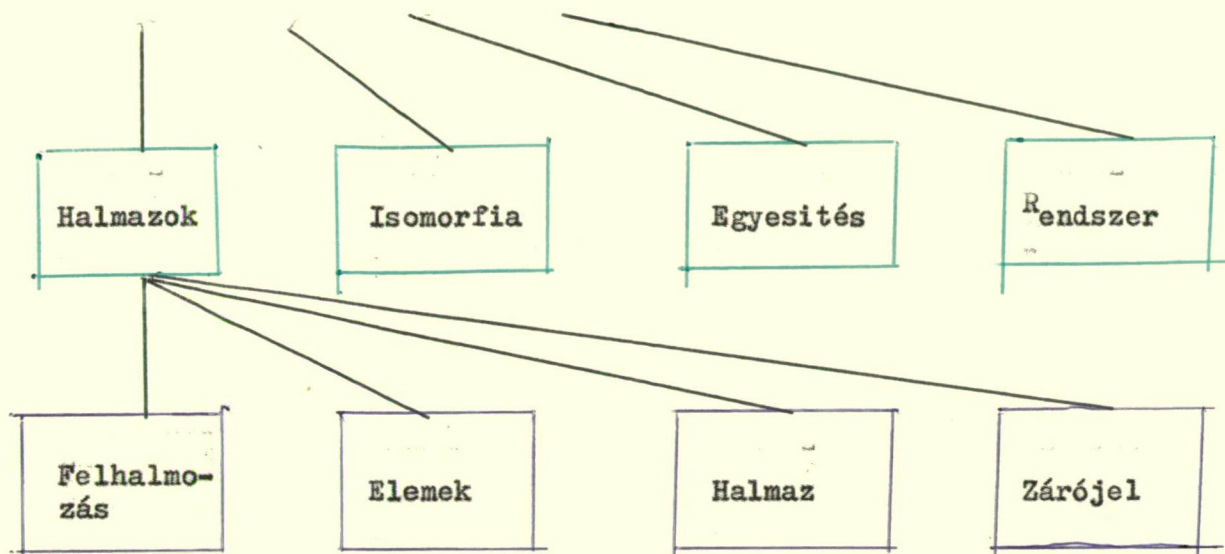 Halmazok
Isomorfia
Egyesités
Rendszer
Felhalmo-
zás
Elemek
Halmaz
Zárójel